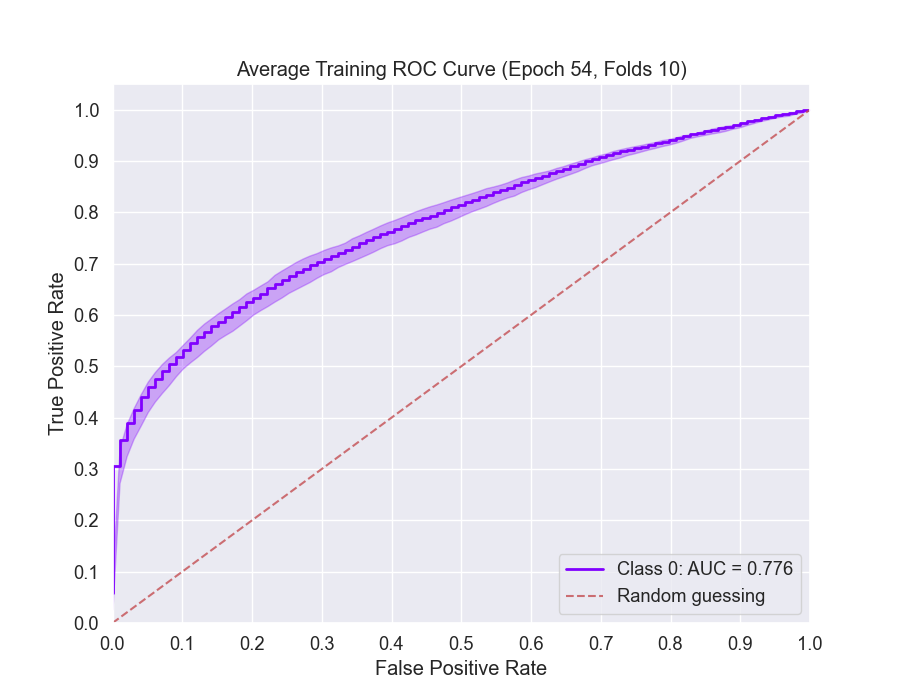 Average Training ROC Curve (Epoch 54, Folds 10)
True Positive Rate
1.0
0.9
0.8
0.7
0.6
0.5
0.4
0.3
0.2
0.1
0.0
Class 0: AUC = 0.776
Random guessing
0.0 0.1 0.2 0.3 0.4 0.5 0.6 0.7 0.8 0.9 1.0
False Positive Rate